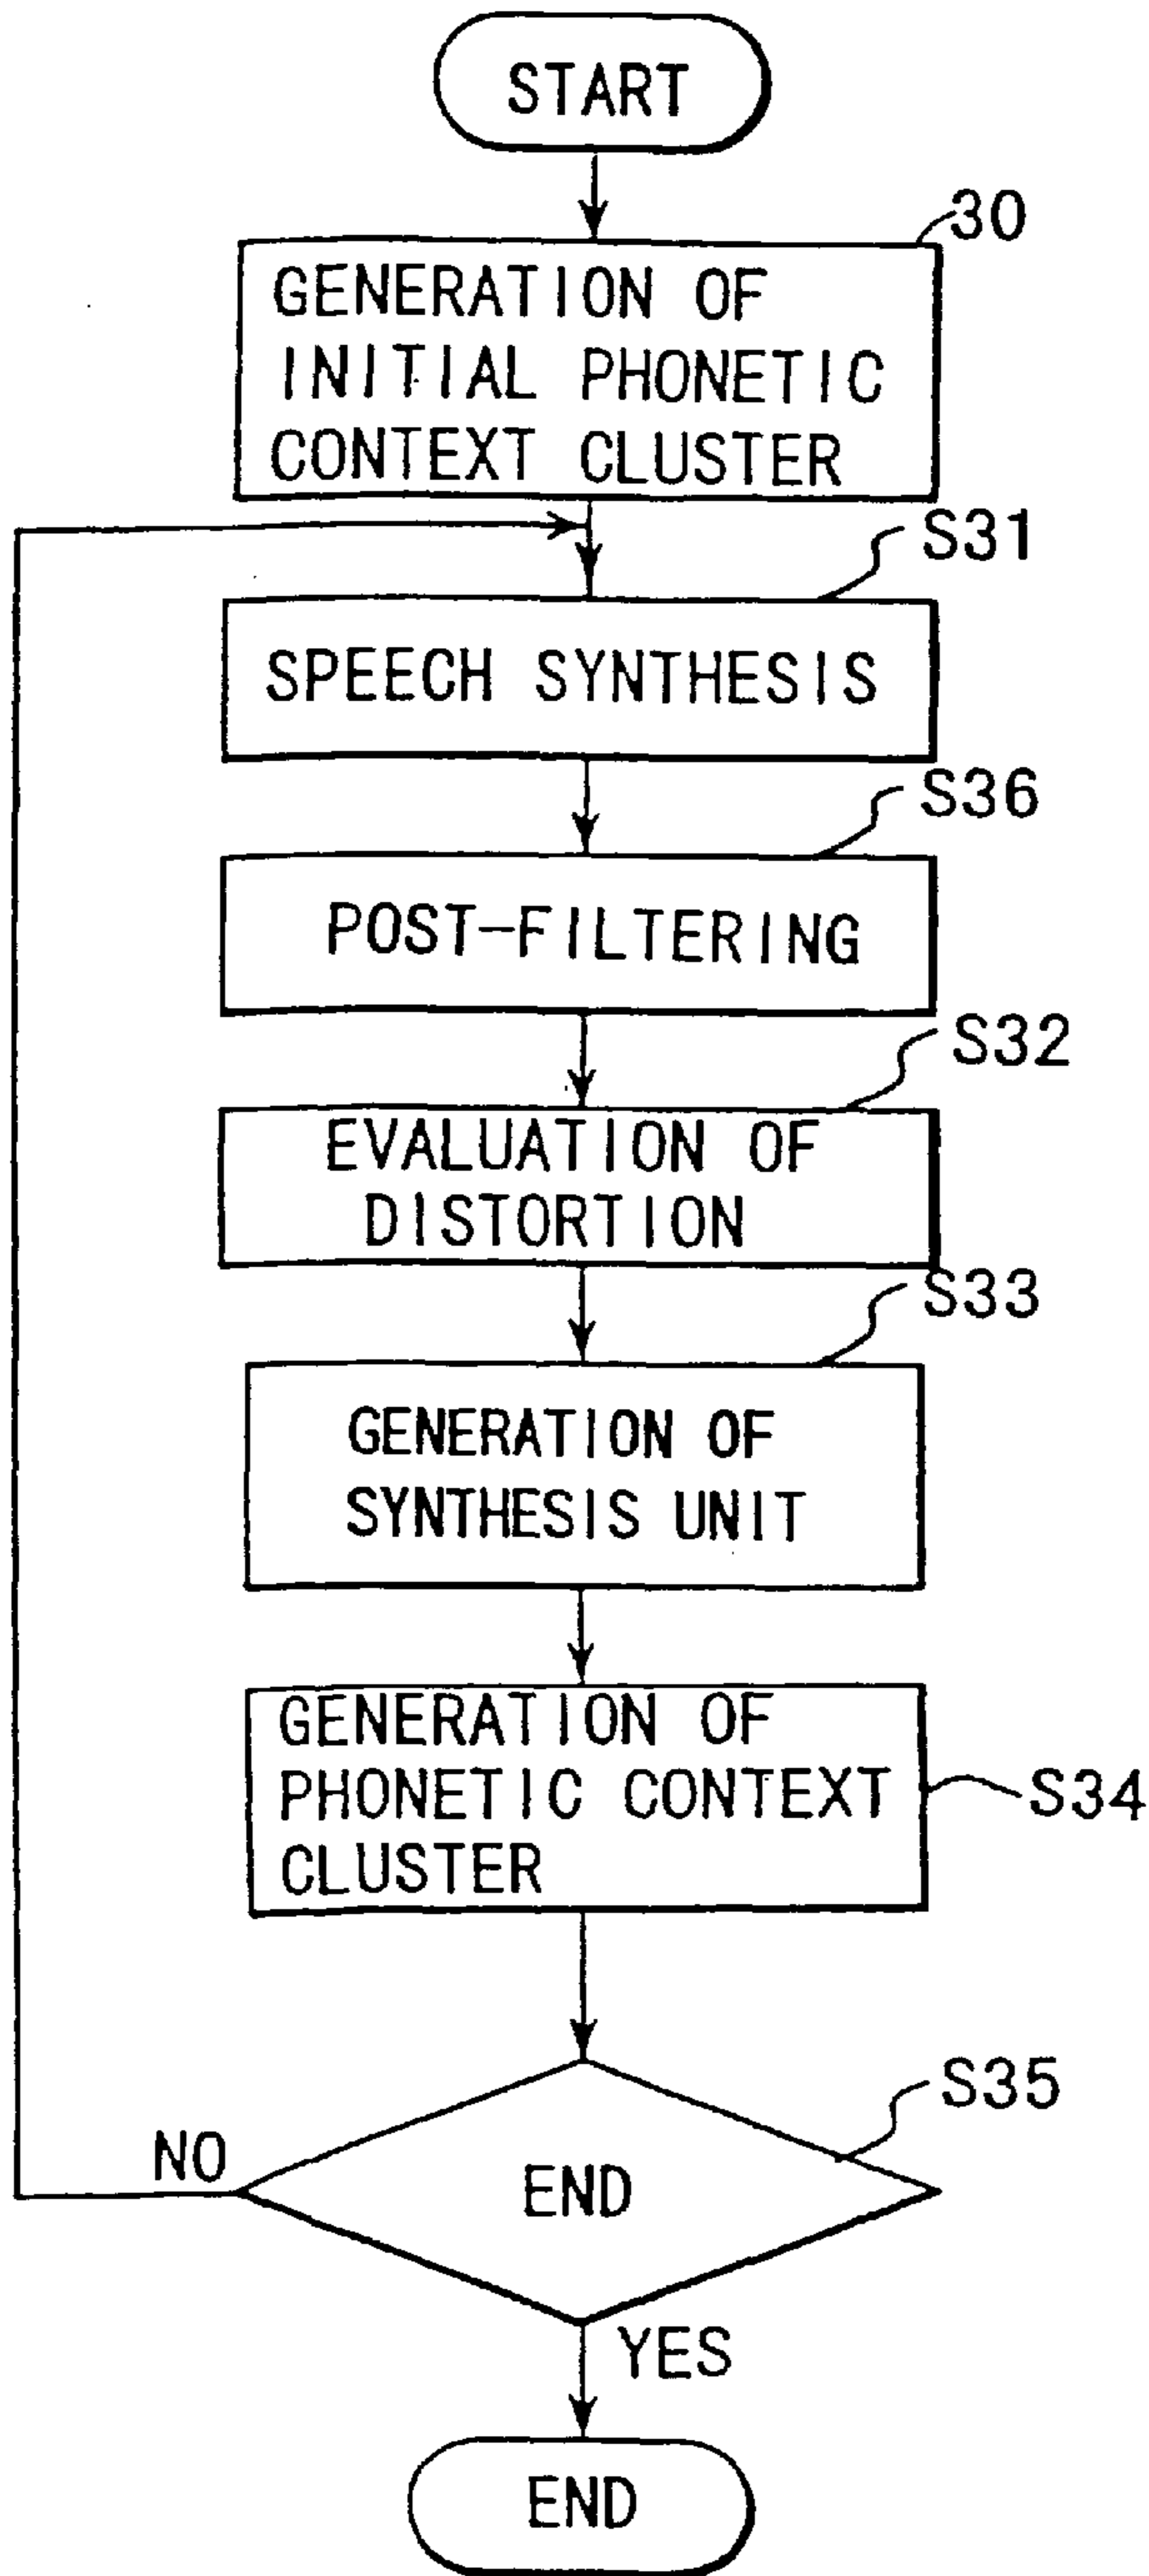 START
30
GENERATION OF
INITIAL PHONETIC
CONTEXT CLUSTER
S31
SPEECH SYNTHESIS
S36
POST-FILTERING
S32
EVALUATION OF
DISTORTION
S33
GENERATION OF
SYNTHESIS UNIT
GENERATION OF
PHONETIC CONTEXT
CLUSTER
S34
S35
NO
END
YES
END